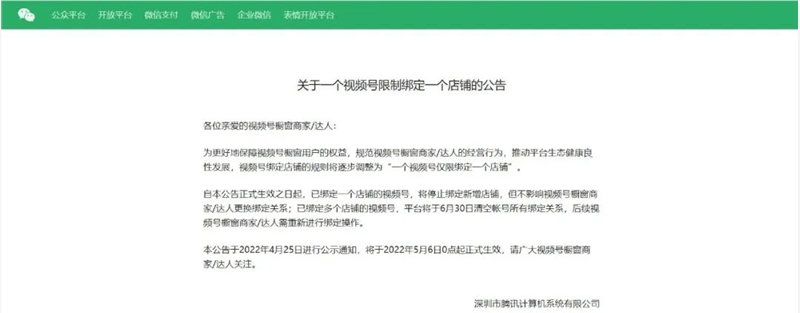 公众平台 开放平台 微信支付 微信广告 企业微信 表情开放平台
关于一个视频号限制绑定一个店铺的公告
各位亲爱的视频号橱窗商家/达人：
为更好地保障视频号橱窗用户的权益，规范视频号橱窗商家/达人的经营行为，推动平台生态健康良
性发展，视频号绑定店铺的规则将逐步调整为“一个视频号仅限绑定一个店铺”。
自本公告正式生效之日起，已绑定一个店铺的视频号，将停止绑定新增店铺，但不影响视频号橱窗商
家/达人更换绑定关系；已绑定多个店铺的视频号，平台将于6月30日清空帐号所有绑定关系，后续视
频号橱窗商家/达人需重新进行绑定操作。
本公告于2022年4月25日进行公示通知，将于2022年5月6日0点起正式生效，请广大视频号橱窗商
家/达人关注。
深圳市腾讯计算机系统有限公司